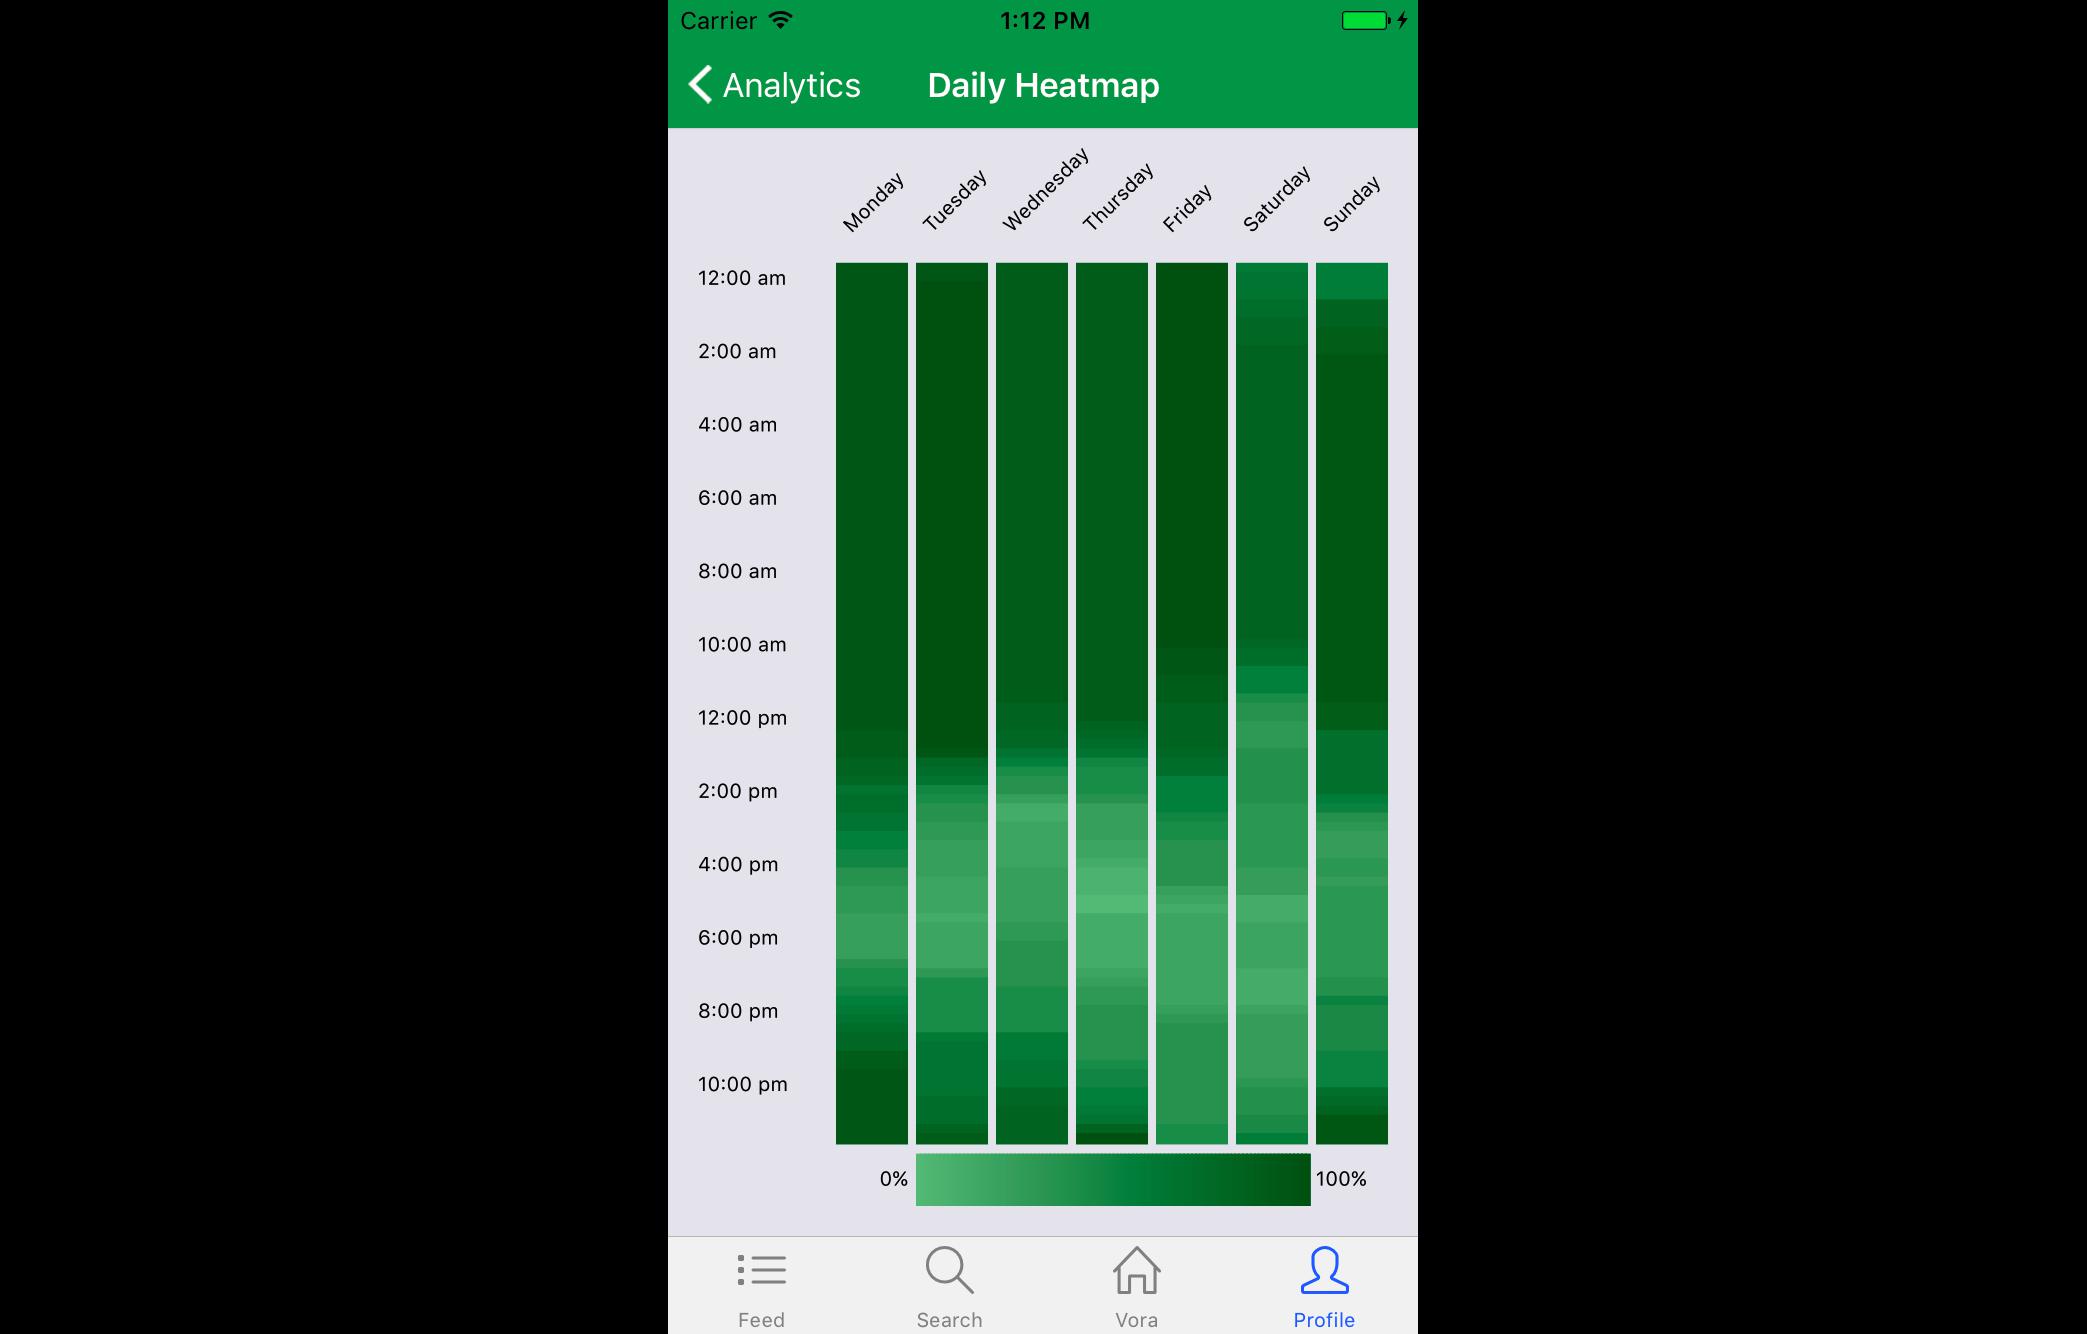 Carrier 1:12 PM
Analytics Daily Heatmap
Monday Tuesday Wednesday Thursday Friday Saturday Sunday
12:00 am
2:00 am
4:00 am
6:00 am
8:00 am
10:00 am
12:00 pm
2:00 pm
4:00 pm
6:00 pm
8:00 pm
10:00 pm
0% 100%
Feed Search Vora Profile